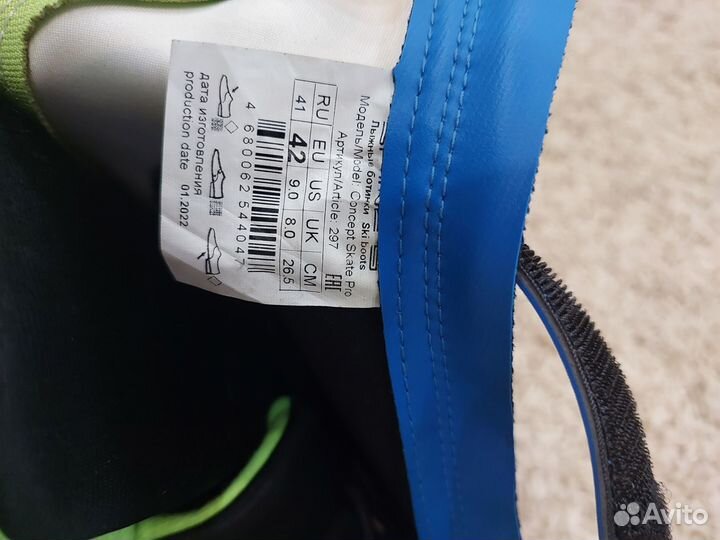 Лыжные ботинки Ski boots
Модель/Model: Concept Skate Pro
Артикул/Article: 297 EAC
RU EU US UK CM
41 42 9.0 8.0 26,5
4 680062 544047
дата изготовления
production date 01.2022
Avito